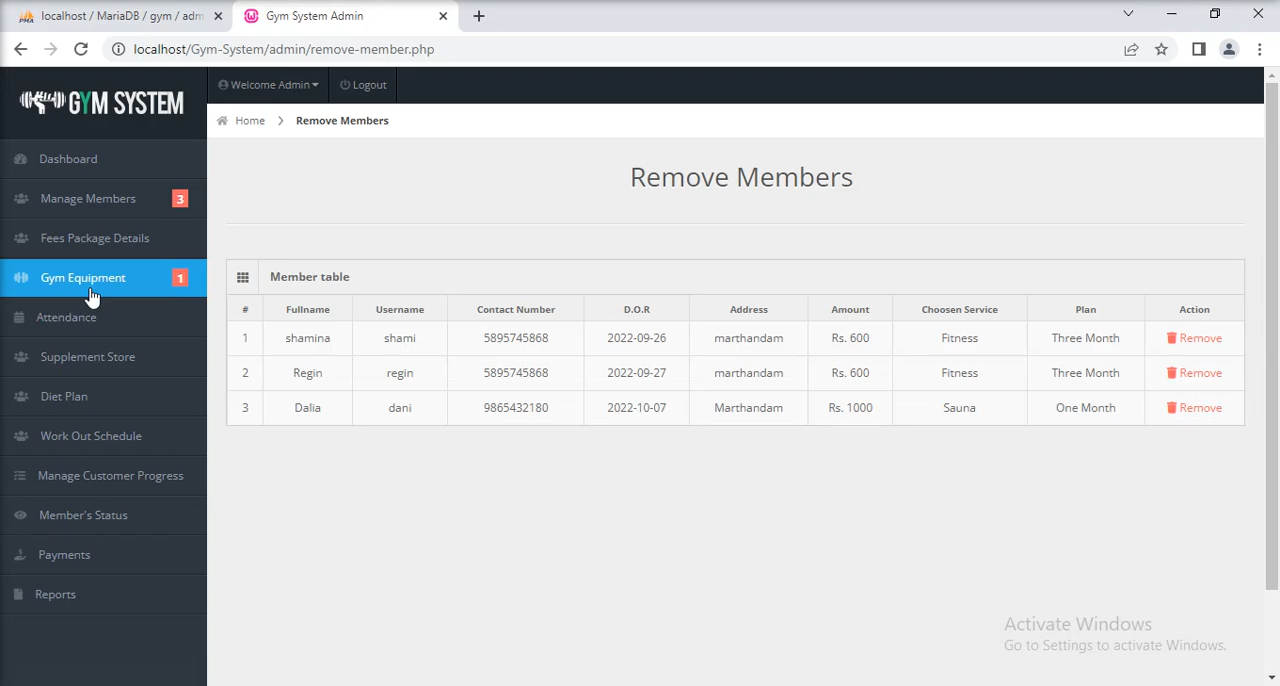 localhost / MariaDB / gym / adm
Gym System Admin
localhost/Gym-System/admin/remove-member.php
GYM SYSTEM
Welcome Admin
Logout
Home
Remove Members
Dashboard
Manage Members 3
Fees Package Details
Gym Equipment 1
Attendance
Supplement Store
Diet Plan
Work Out Schedule
Manage Customer Progress
Member's Status
Payments
Reports
Remove Members
Member table
# Fullname Username Contact Number D.O.R Address Amount Choosen Service Plan Action
1 shamina shami 5895745868 2022-09-26 marthandam Rs. 600 Fitness Three Month Remove
2 Regin regin 5895745868 2022-09-27 marthandam Rs. 600 Fitness Three Month Remove
3 Dalia dani 9865432180 2022-10-07 Marthandam Rs. 1000 Sauna One Month Remove
Activate Windows
Go to Settings to activate Windows.